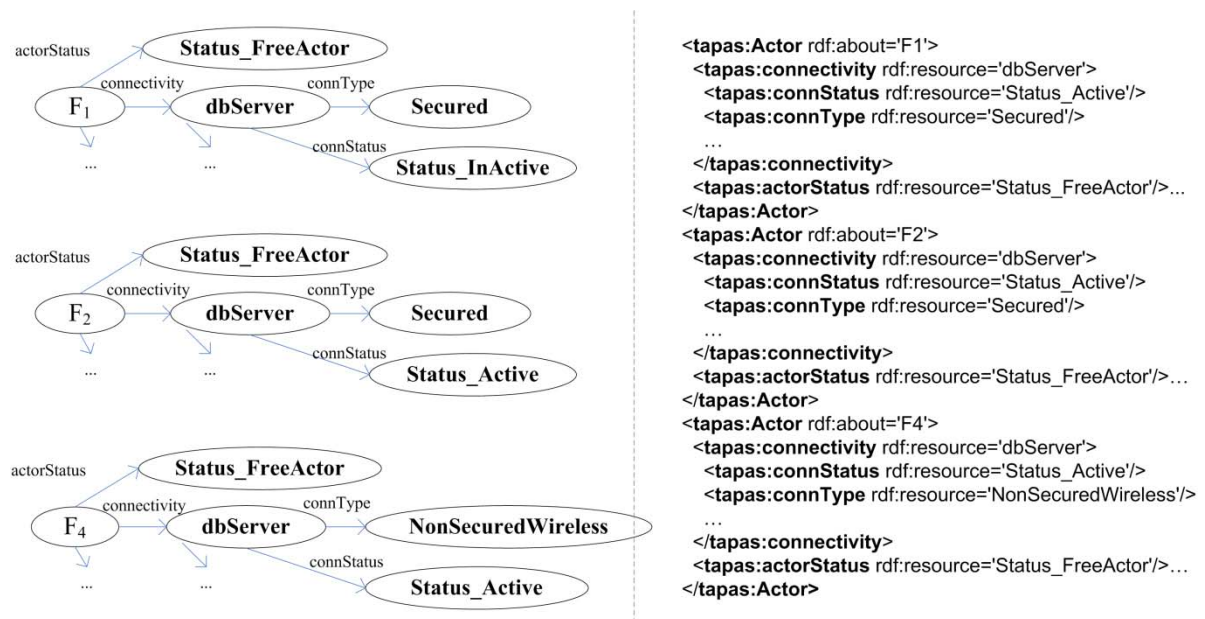 actorStatus
Status_FreeActor
connectivity
connType
F1
dbServer
Secured
connStatus
...
...
Status_InActive
actorStatus
Status_FreeActor
connectivity
connType
F2
dbServer
Secured
connStatus
...
...
Status_Active
actorStatus
Status_FreeActor
connectivity
connType
F4
dbServer
NonSecuredWireless
connStatus
...
...
Status_Active
<tapas:Actor rdf:about='F1'>
<tapas:connectivity rdf:resource='dbServer'>
<tapas:connStatus rdf:resource='Status_Active'/>
<tapas:connType rdf:resource='Secured'/>
…
</tapas:connectivity>
<tapas:actorStatus rdf:resource='Status_FreeActor'/>...
</tapas:Actor>
<tapas:Actor rdf:about='F2'>
<tapas:connectivity rdf:resource='dbServer'>
<tapas:connStatus rdf:resource='Status_Active'/>
<tapas:connType rdf:resource='Secured'/>
…
</tapas:connectivity>
<tapas:actorStatus rdf:resource='Status_FreeActor'/>…
</tapas:Actor>
<tapas:Actor rdf:about='F4'>
<tapas:connectivity rdf:resource='dbServer'>
<tapas:connStatus rdf:resource='Status_Active'/>
<tapas:connType rdf:resource='NonSecuredWireless'/>
…
</tapas:connectivity>
<tapas:actorStatus rdf:resource='Status_FreeActor'/>…
</tapas:Actor>